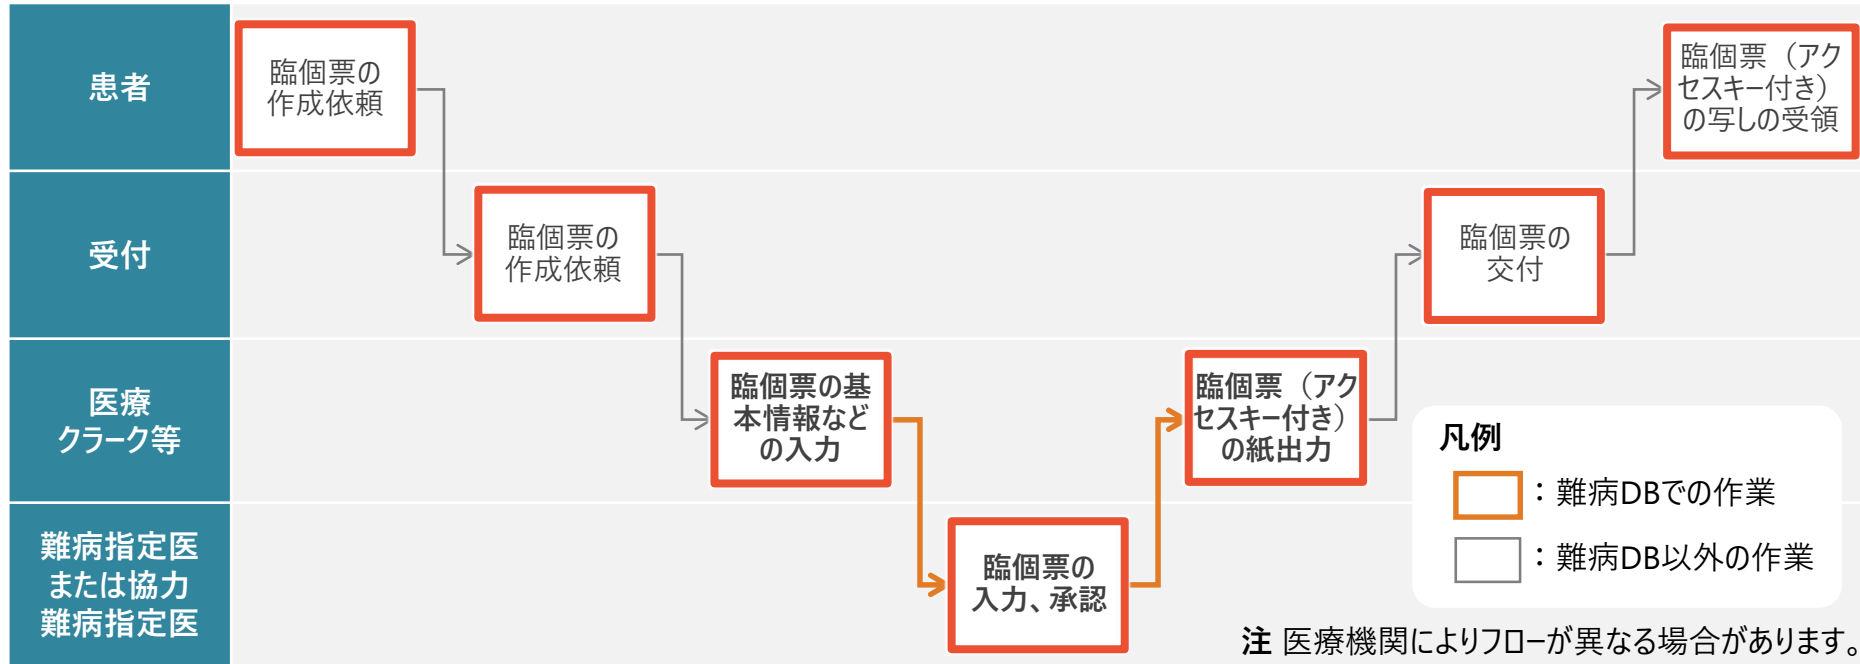 患者
臨個票の
作成依頼
臨個票（アク
セスキー付き）
の写しの受領
受付
臨個票の
作成依頼
臨個票の
交付
医療
クラーク等
臨個票の基
本情報など
の入力
臨個票（アク
セスキー付き）
の紙出力
難病指定医
または協力
難病指定医
臨個票の
入力、承認
凡例
：難病DBでの作業
：難病DB以外の作業
注 医療機関によりフローが異なる場合があります。